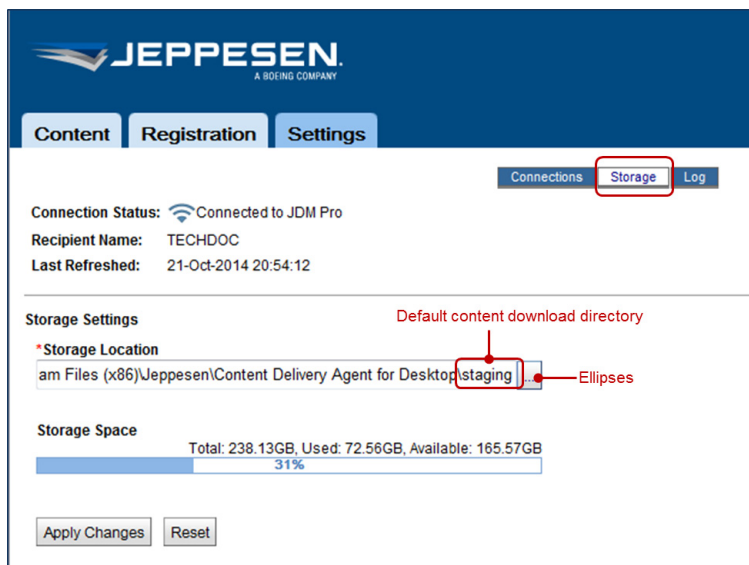 JEPPESEN.
A BOEING COMPANY
Content Registration Settings
Connections Storage Log
Connection Status: Connected to JDM Pro
Recipient Name: TECHDOC
Last Refreshed: 21-Oct-2014 20:54:12
Storage Settings
Default content download directory
*Storage Location
am Files (x86)\Jeppesen\Content Delivery Agent for Desktop\staging ...
Ellipses
Storage Space
Total: 238.13GB, Used: 72.56GB, Available: 165.57GB
31%
Apply Changes Reset